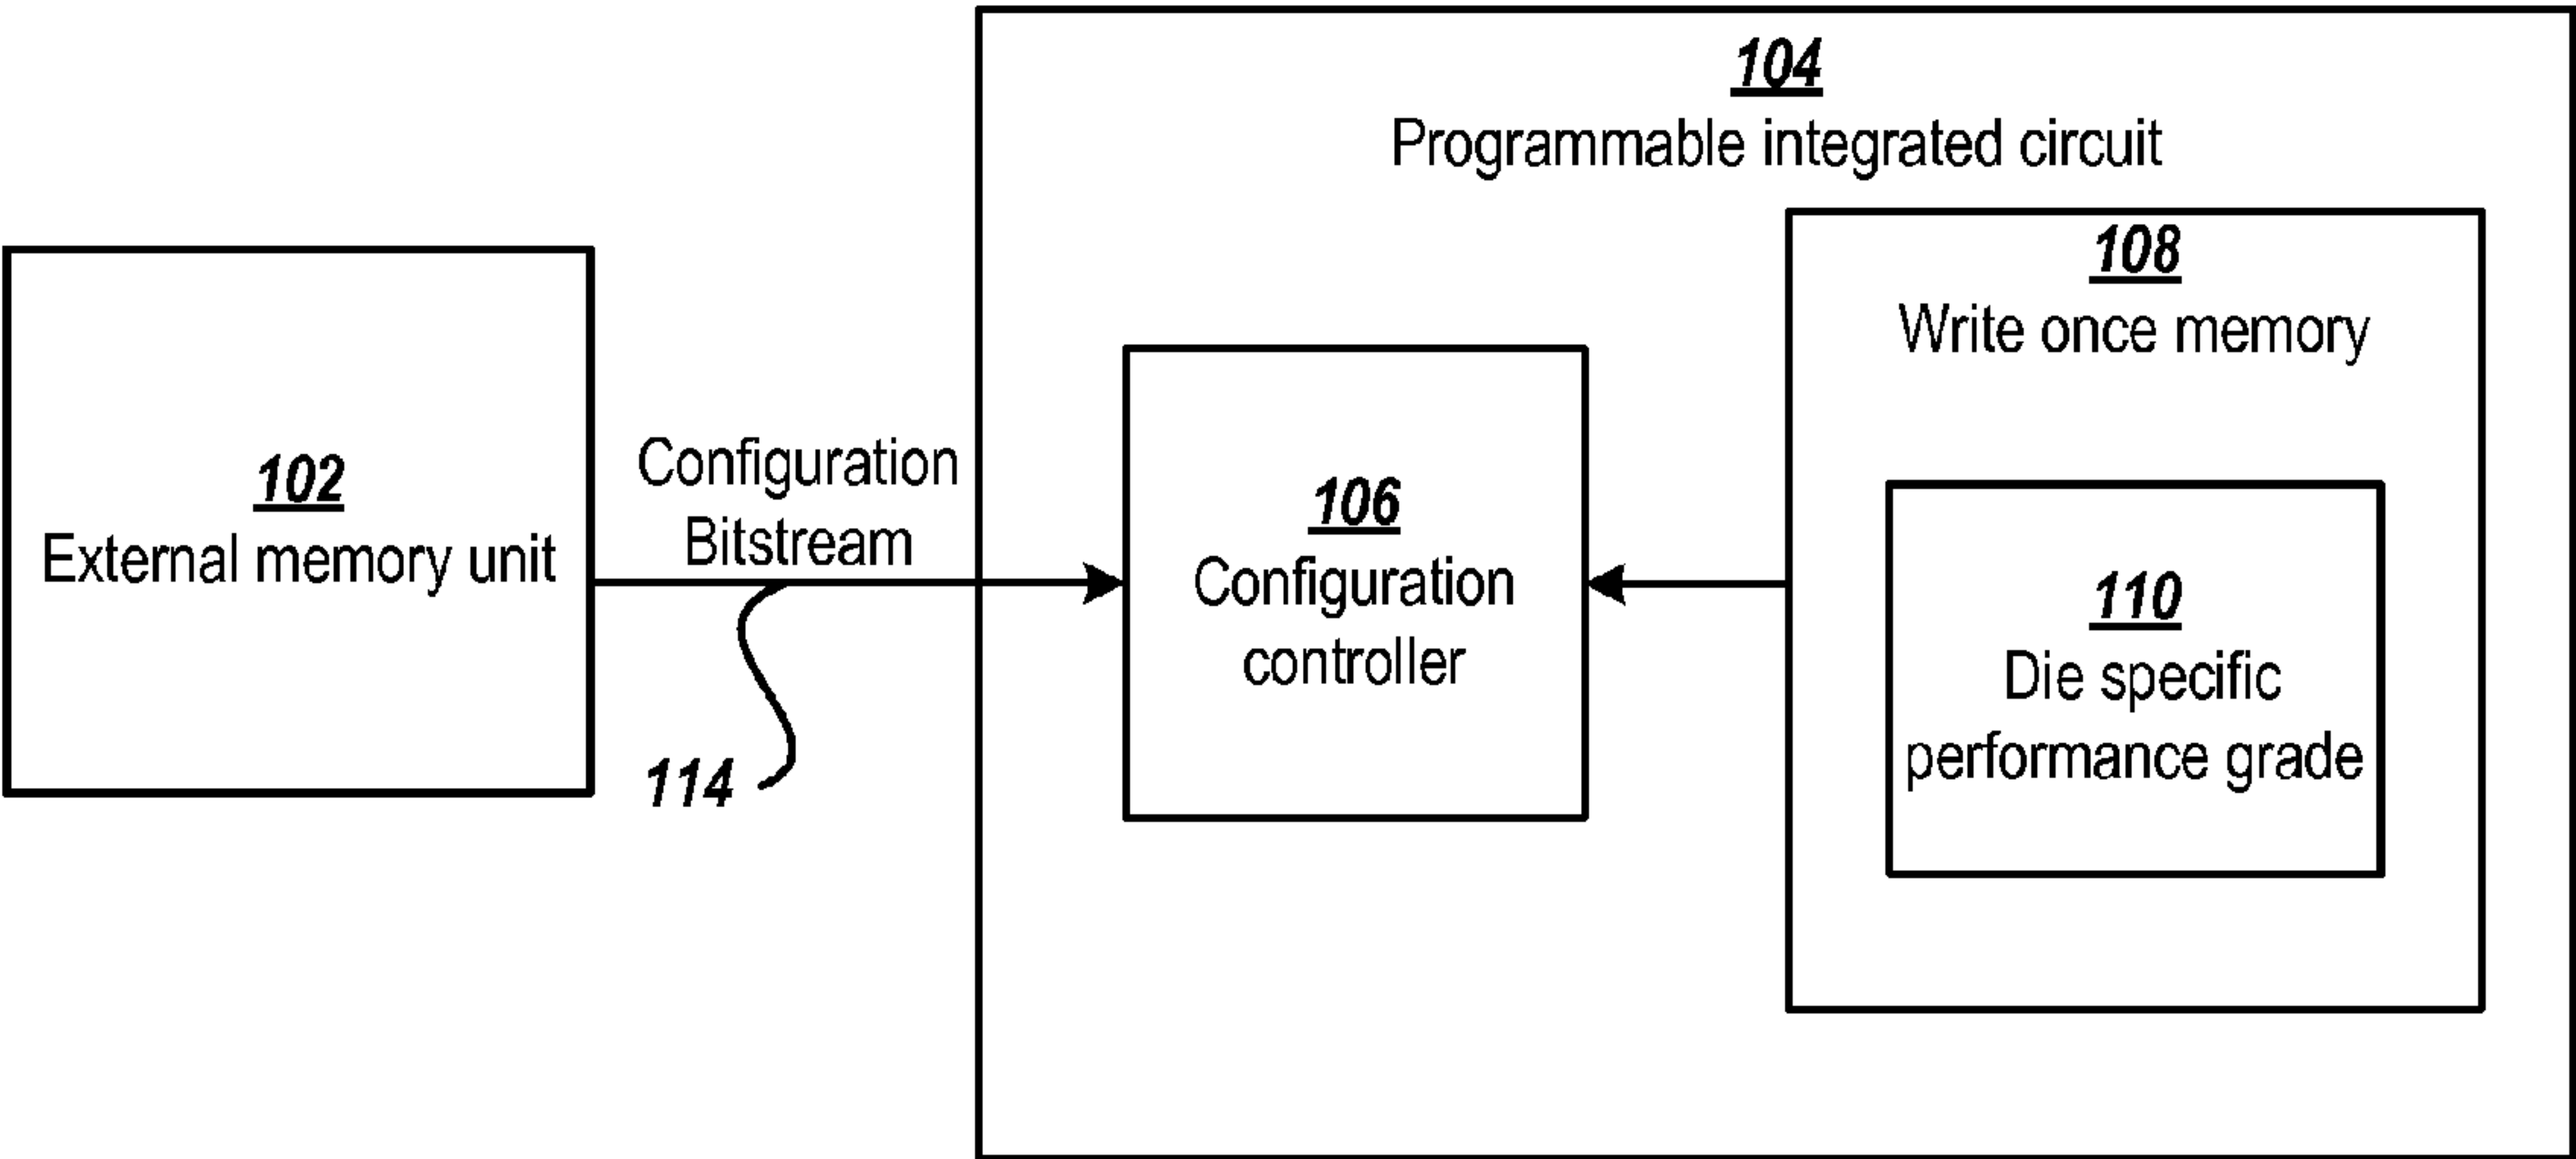 104
Programmable integrated circuit
108
Write once memory
102
External memory unit
Configuration
Bitstream
114
106
Configuration
controller
110
Die specific
performance grade